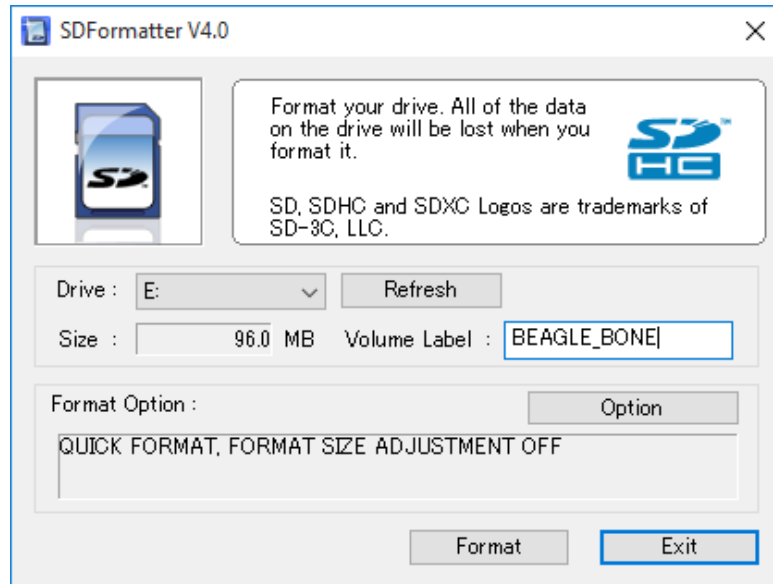 SDFormatter V4.0
Format your drive. All of the data
on the drive will be lost when you
format it.
SD, SDHC and SDXC Logos are trademarks of
SD-3C, LLC.
SD
SD
HC
TM
Drive : E: Refresh
Size : 96.0 MB Volume Label : BEAGLE_BONE
Format Option :
Option
QUICK FORMAT, FORMAT SIZE ADJUSTMENT OFF
Format Exit